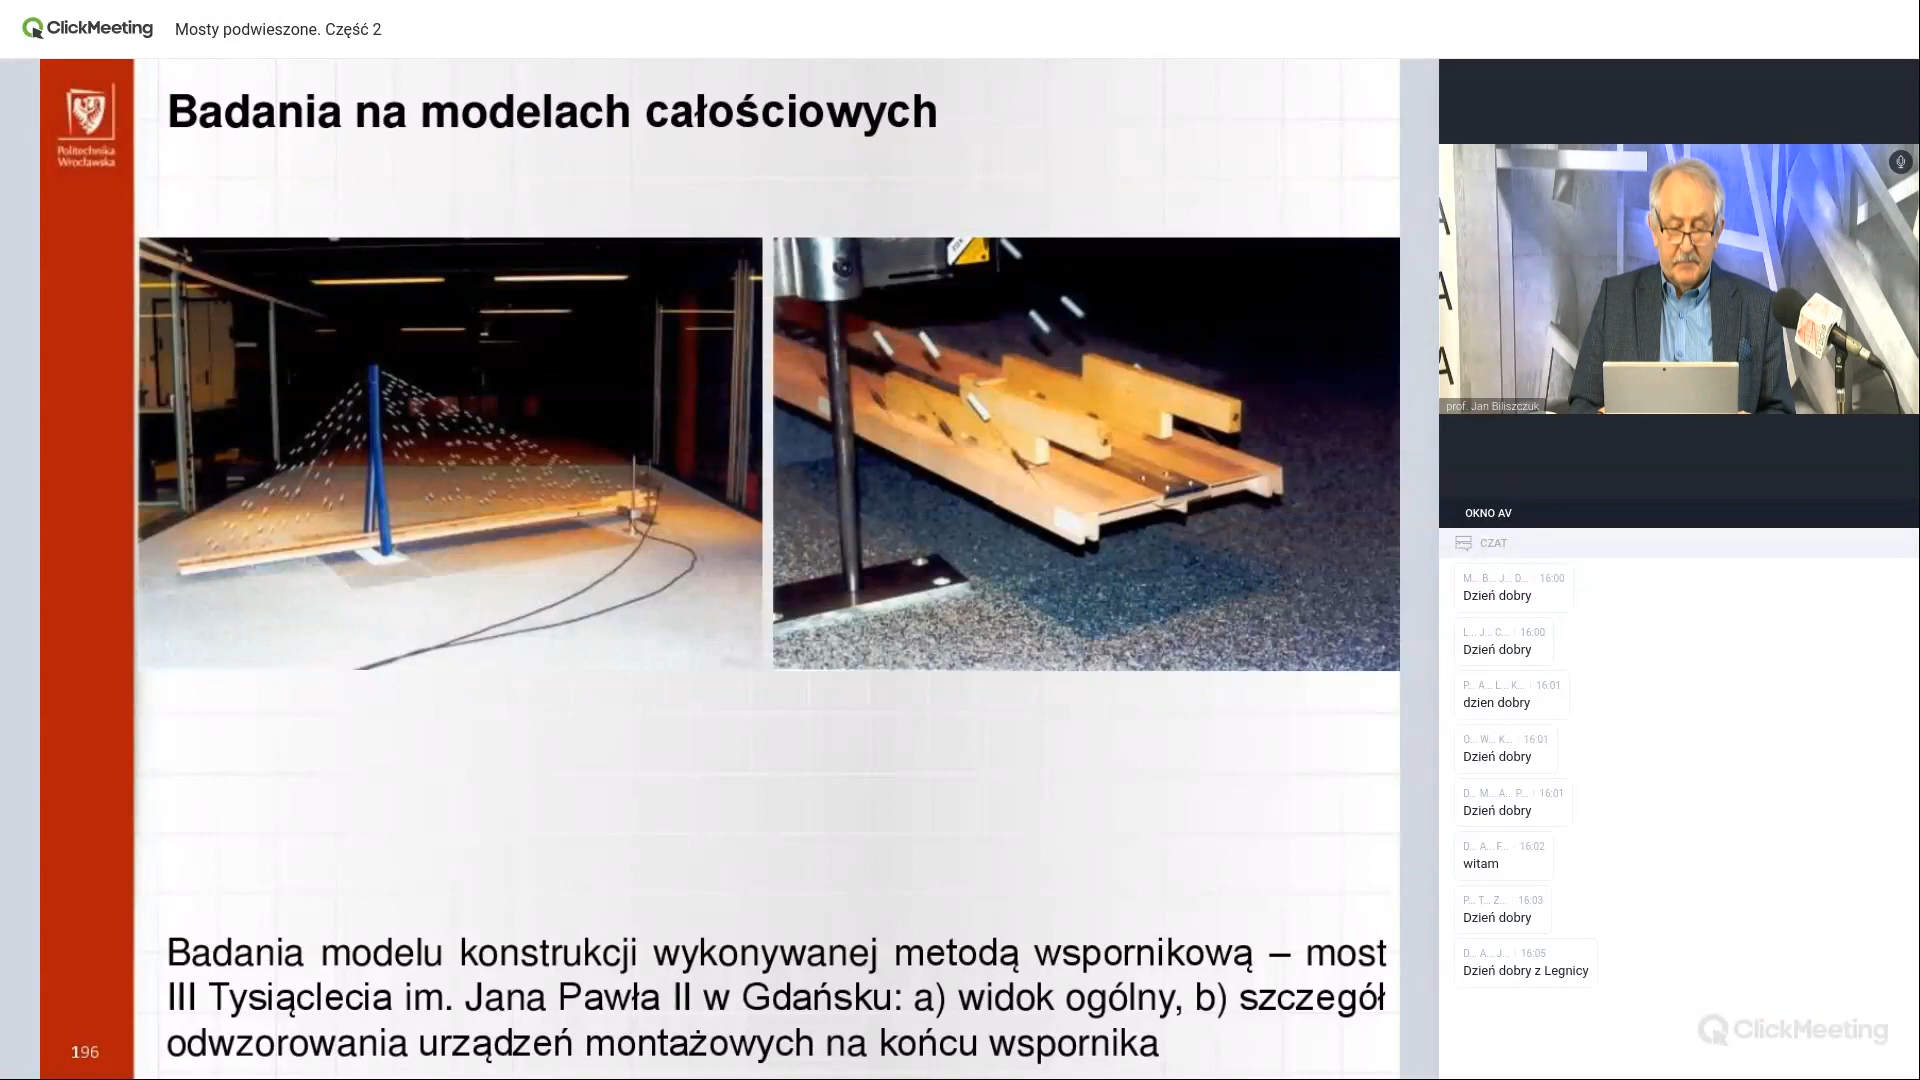 ClickMeeting
Mosty podwieszone. Część 2
Politechnika
Wrocławska
Badania na modelach całościowych
Badania modelu konstrukcji wykonywanej metodą wspornikową – most
III Tysiąclecia im. Jana Pawła II w Gdańsku: a) widok ogólny, b) szczegół
odwzorowania urządzeń montażowych na końcu wspornika
196
prof. Jan Biliszczuk
OKNO AV
CZAT
M... B... J... D... 16:00
Dzień dobry
L... J... C... 16:00
Dzień dobry
P... A... L... K... 16:01
dzien dobry
O... W... K... 16:01
Dzień dobry
D... M... A... P... 16:01
Dzień dobry
D... A... F... 16:02
witam
P... T... Z... 16:03
Dzień dobry
D... A... J... 16:05
Dzień dobry z Legnicy
ClickMeeting